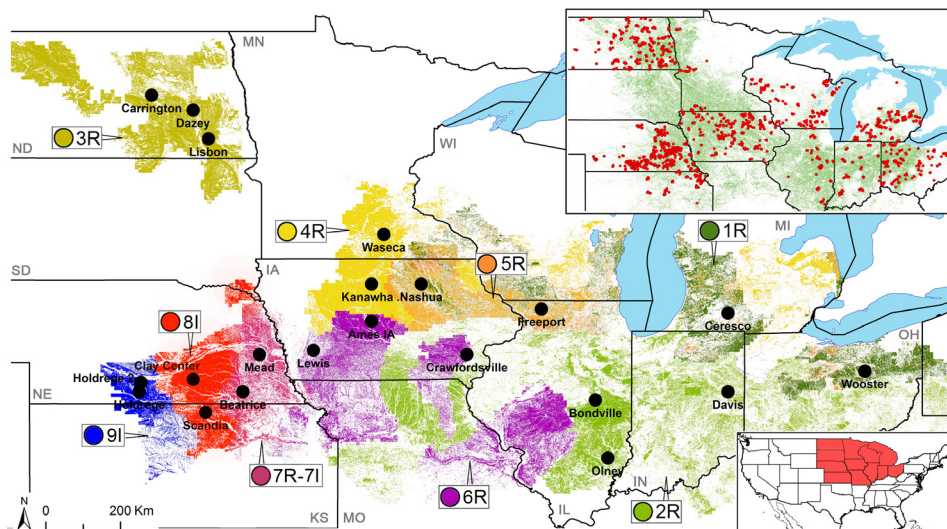 MN
Carrington
Dazey
3R
Lisbon
ND
WI
1R
MI
4R
Waseca
5R
SD
IA
Kanawha
.Nashua
Freeport
Ceresco
8I
Ames IA
OH
Clay Center
Mead
Lewis
Crawfordsville
Wooster
Holdrege 2
Holdrege
NE
Beatrice
Bondville
Davis
Scandia
9I
7R-7I
Olney
6R
IN
2R
N
0
200 Km
KS
MO
IL